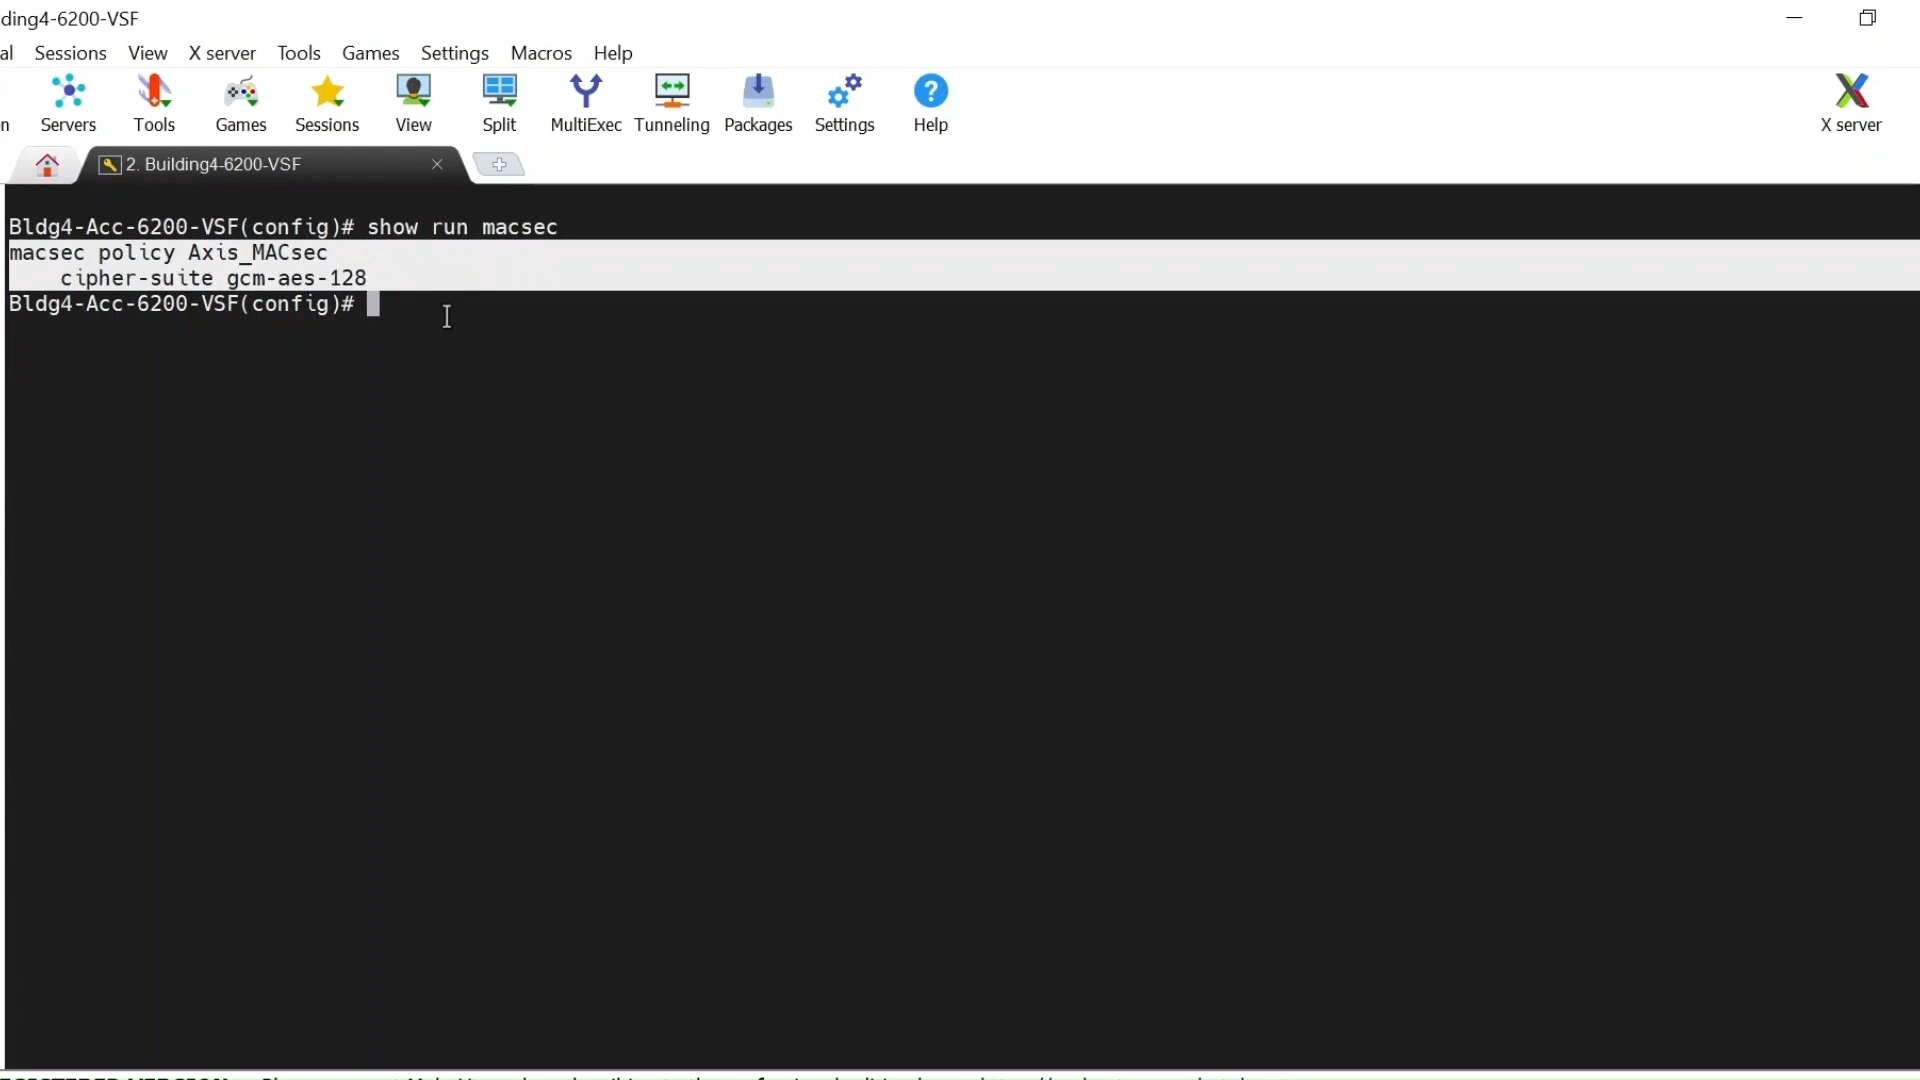 ding4-6200-VSF
al Sessions View X server Tools Games Settings Macros Help
n Servers Tools Games Sessions View Split MultiExec Tunneling Packages Settings Help X server
2. Building4-6200-VSF
Bldg4-Acc-6200-VSF(config)# show run macsec
macsec policy Axis_MACsec
cipher-suite gcm-aes-128
Bldg4-Acc-6200-VSF(config)#